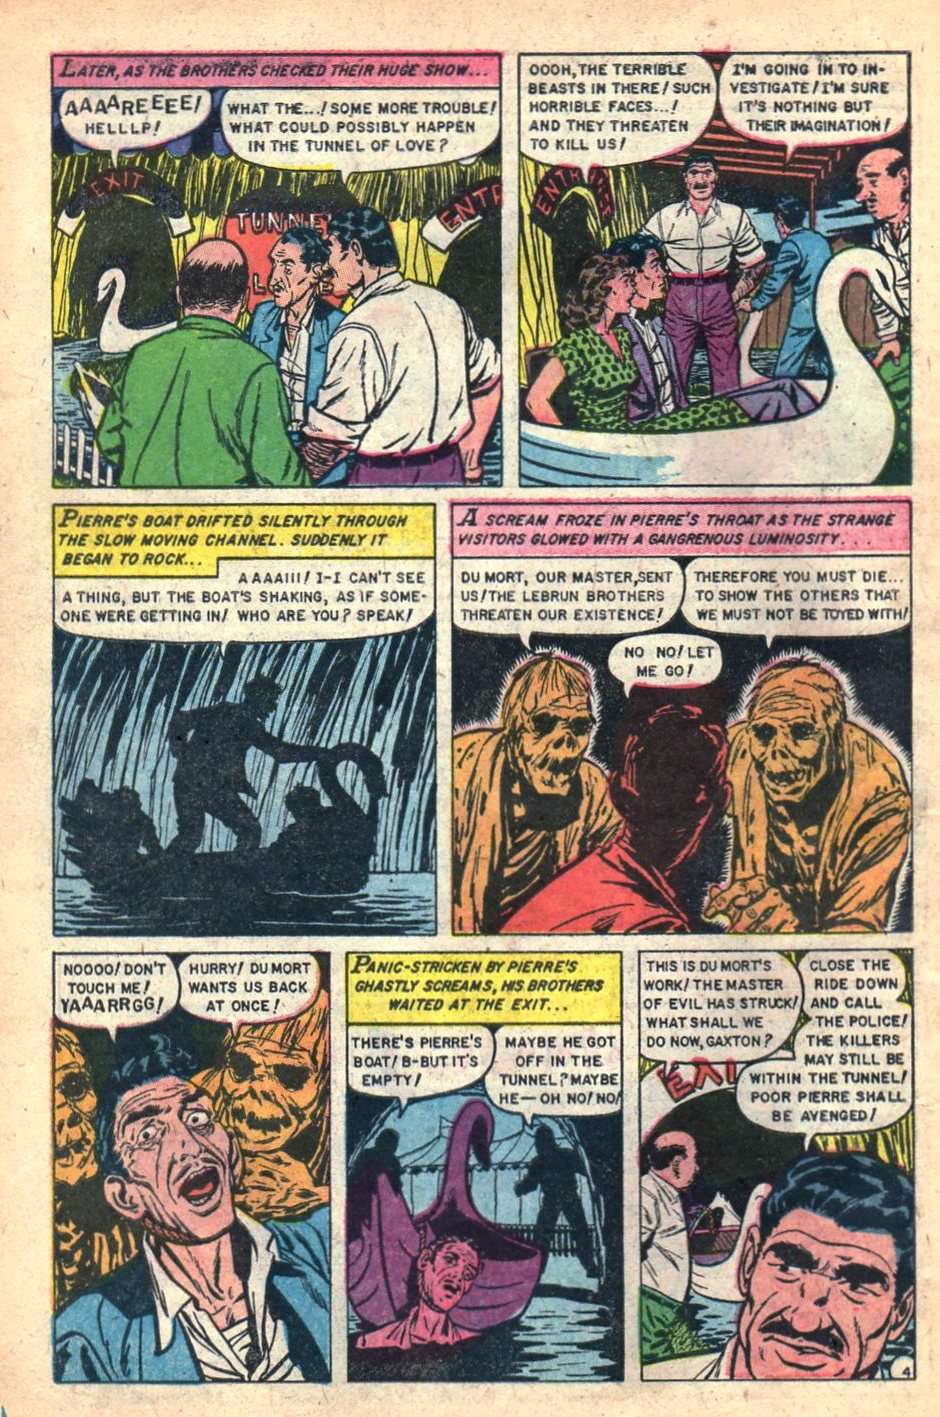 LATER, AS THE BROTHERS CHECKED THEIR HUGE SHOW...
AAAAREEEE!
HELLLP!
WHAT THE...! SOME MORE TROUBLE!
WHAT COULD POSSIBLY HAPPEN
IN THE TUNNEL OF LOVE?
EXIT
TUNNEL
ENTR
OOOH, THE TERRIBLE
BEASTS IN THERE! SUCH
HORRIBLE FACES...!
AND THEY THREATEN
TO KILL US!
I'M GOING IN TO IN-
VESTIGATE! I'M SURE
IT'S NOTHING BUT
THEIR IMAGINATION!
PIERRE'S BOAT DRIFTED SILENTLY THROUGH
THE SLOW MOVING CHANNEL. SUDDENLY IT
BEGAN TO ROCK...
AAAAIII! I-I CAN'T SEE
A THING, BUT THE BOAT'S SHAKING, AS IF SOME-
ONE WERE GETTING IN! WHO ARE YOU? SPEAK!
A SCREAM FROZE IN PIERRE'S THROAT AS THE STRANGE
VISITORS GLOWED WITH A GANGRENOUS LUMINOSITY...
DU MORT, OUR MASTER, SENT
US! THE LEBRUN BROTHERS
THREATEN OUR EXISTENCE!
THEREFORE YOU MUST DIE...
TO SHOW THE OTHERS THAT
WE MUST NOT BE TOYED WITH!
NO NO! LET
ME GO!
NOOOO! DON'T
TOUCH ME!
YAAARRGG!
HURRY! DU MORT
WANTS US BACK
AT ONCE!
PANIC-STRICKEN BY PIERRE'S
GHASTLY SCREAMS, HIS BROTHERS
WAITED AT THE EXIT...
THERE'S PIERRE'S
BOAT! B-BUT IT'S
EMPTY!
MAYBE HE GOT
OFF IN THE
TUNNEL? MAYBE
HE— OH NO! NO!
THIS IS DU MORT'S
WORK! THE MASTER
OF EVIL HAS STRUCK!
WHAT SHALL WE
DO NOW, GAXTON?
CLOSE THE
RIDE DOWN
AND CALL
THE POLICE!
THE KILLERS
MAY STILL BE
WITHIN THE TUNNEL!
POOR PIERRE SHALL
BE AVENGED!
EXIT
4